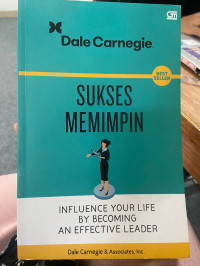 Dale Carnegie
BEST
SELLER
SUKSES
MEMIMPIN
INFLUENCE YOUR LIFE
BY BECOMING
AN EFFECTIVE LEADER
Dale Carnegie & Associates, Inc.